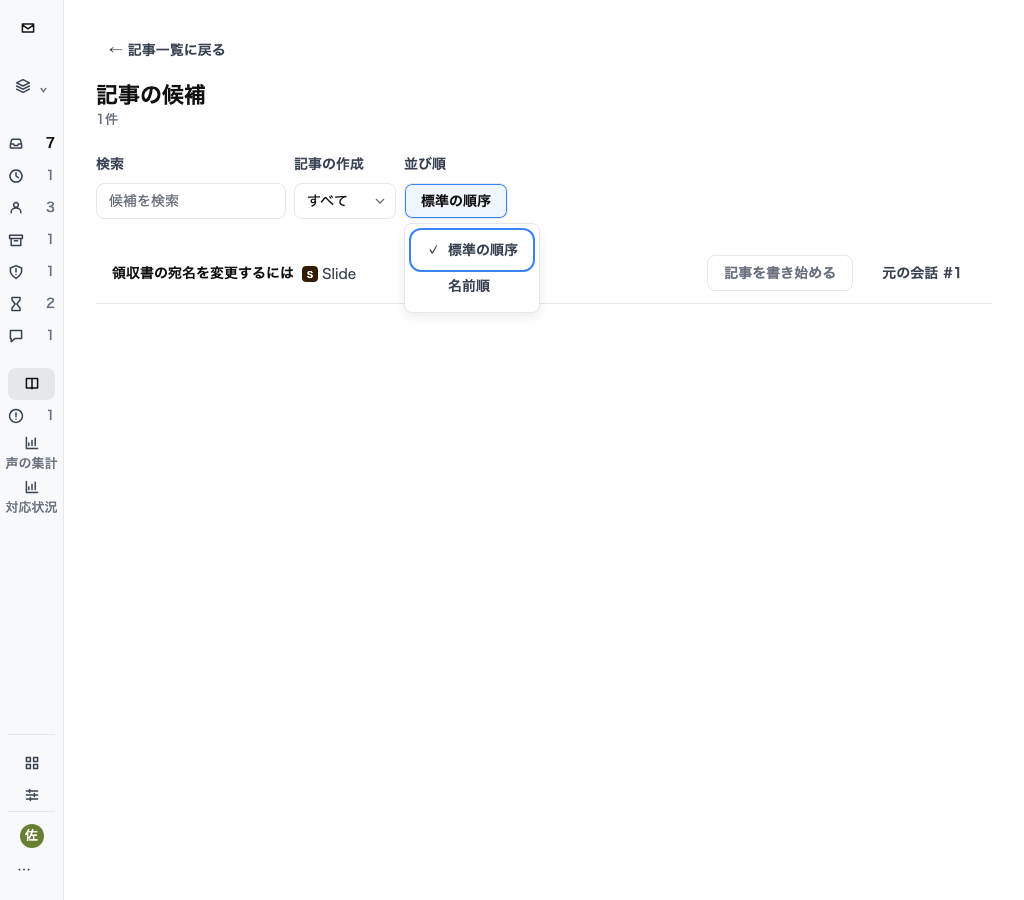 ← 記事一覧に戻る
記事の候補
1件
検索
記事の作成
並び順
候補を検索
すべて
標準の順序
✓ 標準の順序
名前順
領収書の宛名を変更するには
S Slide
記事を書き始める
元の会話 #1
7
1
3
1
1
2
1
1
声の集計
対応状況
佐
…